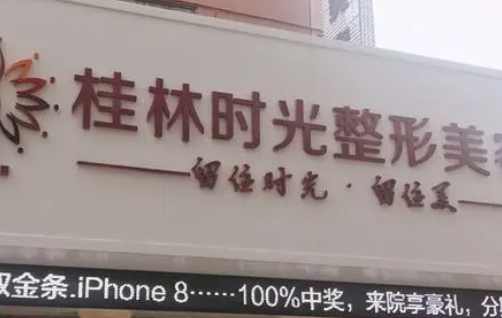 桂林时光整形美
留住时光·留住美
金条.iPhone 8······100%中奖，来院享豪礼，分